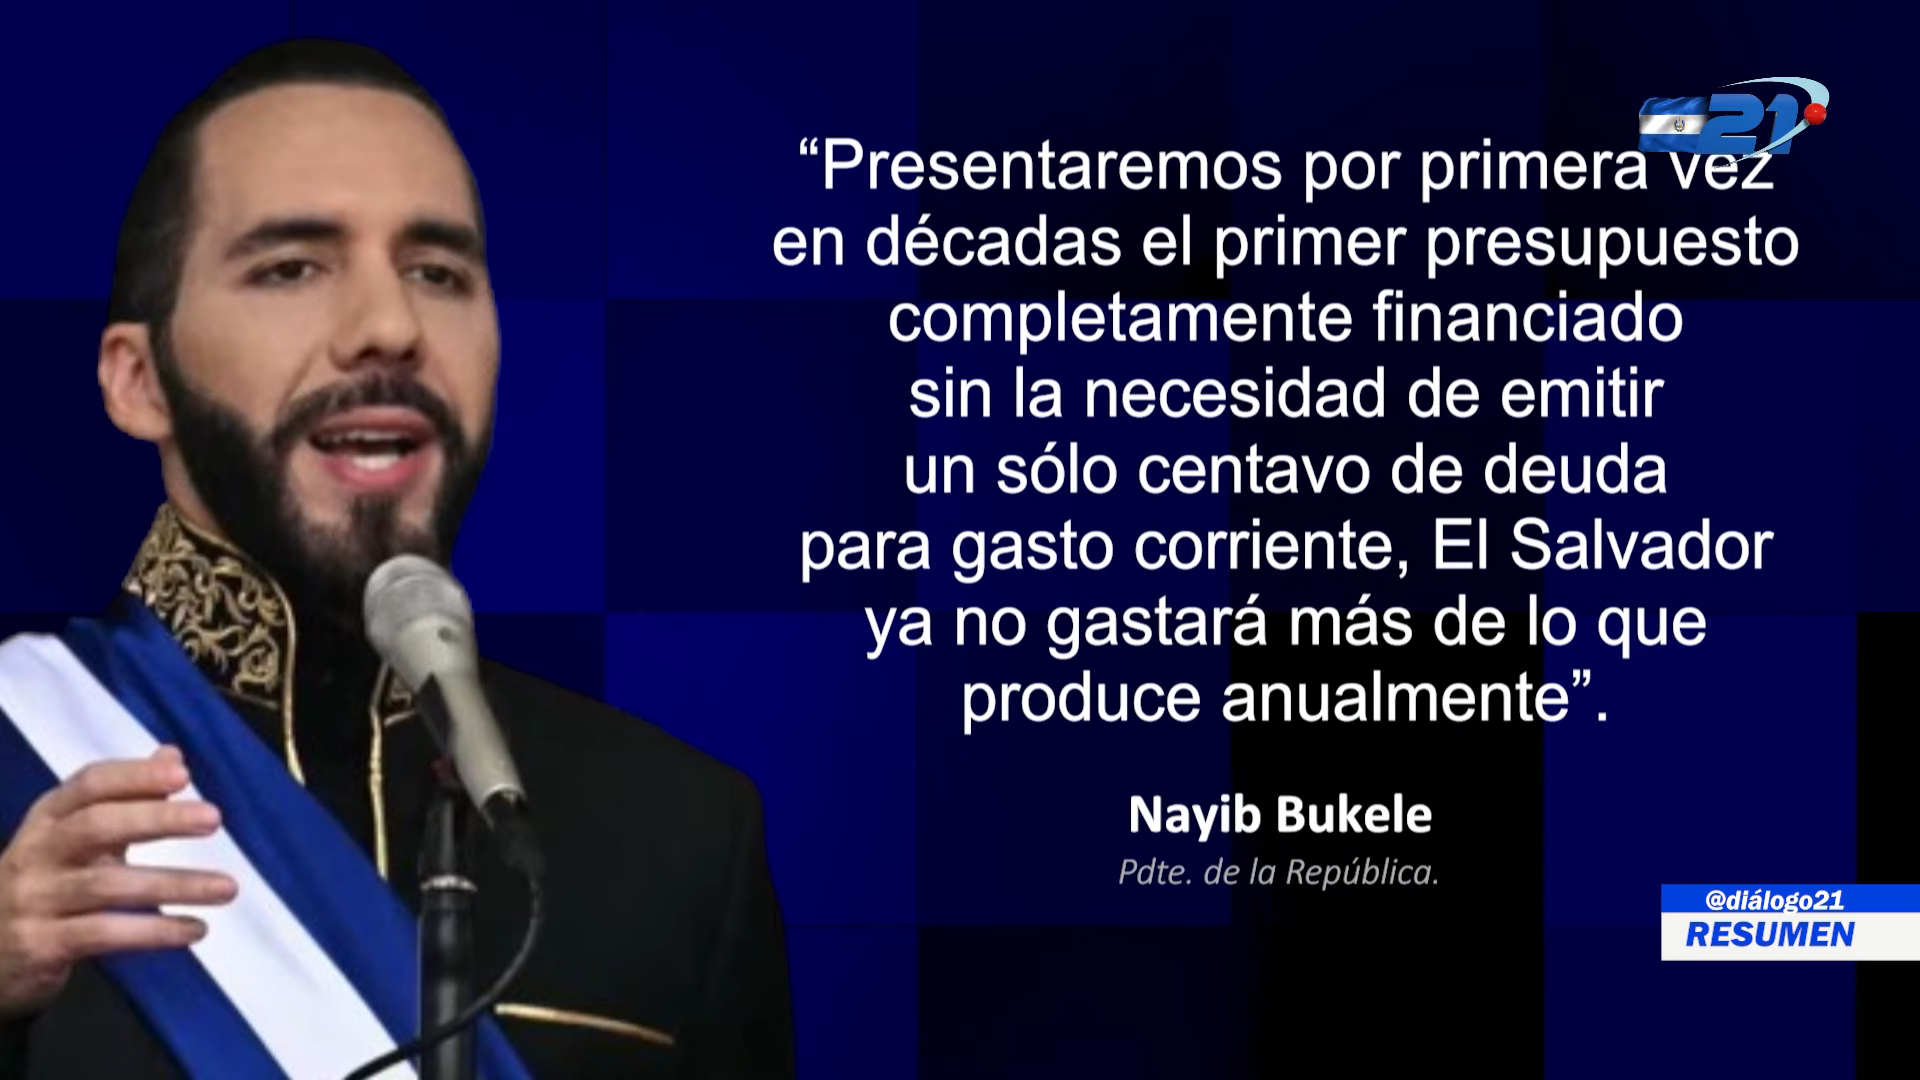 21
“Presentaremos por primera vez
en décadas el primer presupuesto
completamente financiado
sin la necesidad de emitir
un sólo centavo de deuda
para gasto corriente, El Salvador
ya no gastará más de lo que
produce anualmente”.
Nayib Bukele
Pdte. de la República.
@diálogo21
RESUMEN